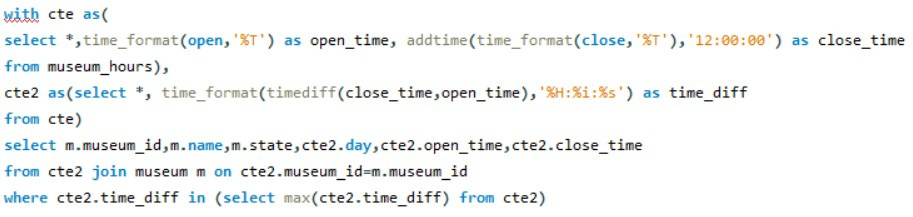 with cte as(
select *,time_format(open,'%T') as open_time, addtime(time_format(close,'%T'),'12:00:00') as close_time
from museum_hours),
cte2 as(select *, time_format(timediff(close_time,open_time),'%H:%i:%s') as time_diff
from cte)
select m.museum_id,m.name,m.state,cte2.day,cte2.open_time,cte2.close_time
from cte2 join museum m on cte2.museum_id=m.museum_id
where cte2.time_diff in (select max(cte2.time_diff) from cte2)